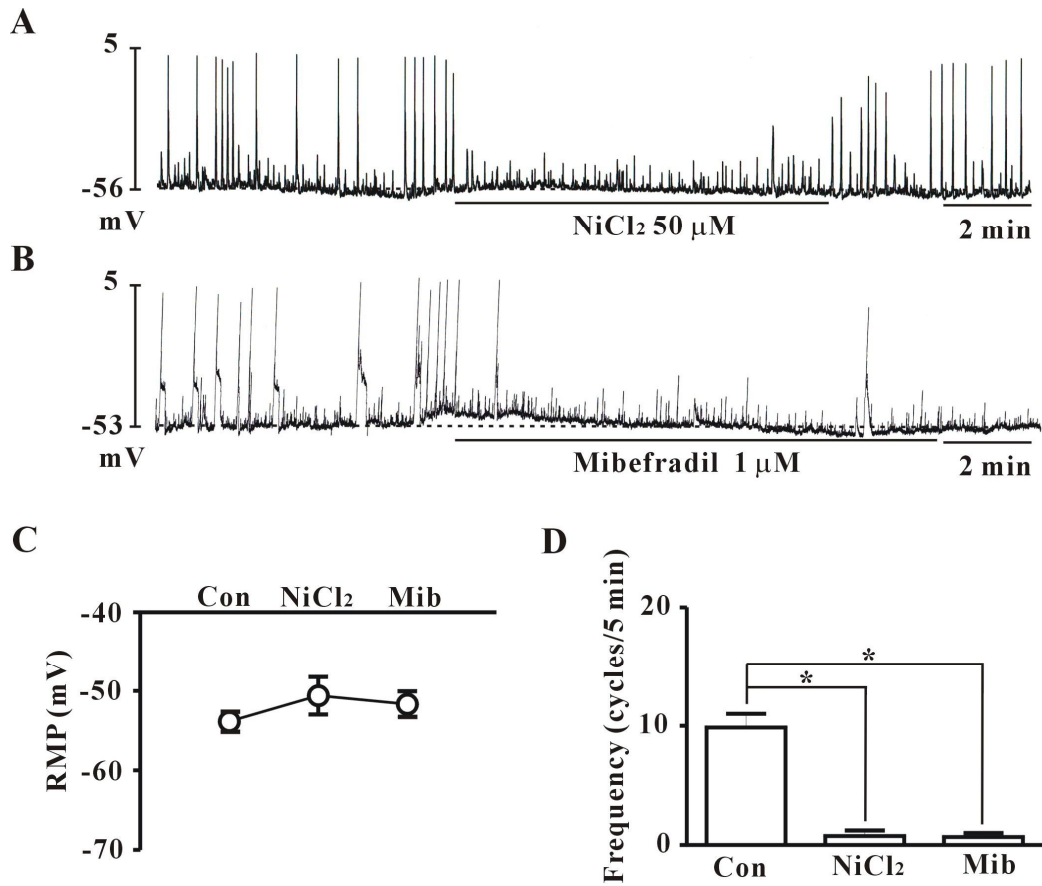 A
5
-56
mV
NiCl₂ 50 μM
2 min
B
5
-53
mV
Mibefradil 1 μM
2 min
C
Con NiCl₂ Mib
-40
-50
-60
-70
RMP (mV)
D
Frequency (cycles/5 min)
20
10
0
*
*
Con NiCl₂ Mib